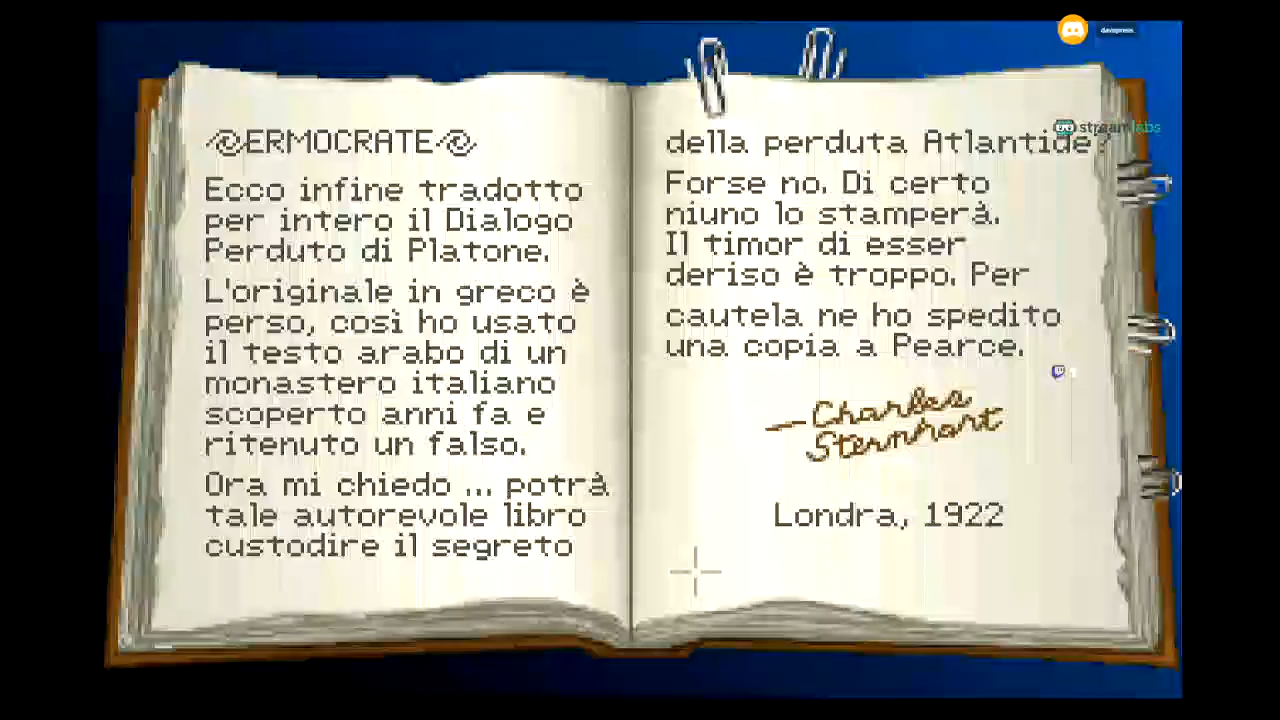 ERMOCRATE
Ecco infine tradotto
per intero il Dialogo
Perduto di Platone.
L'originale in greco è
perso, così ho usato
il testo arabo di un
monastero italiano
scoperto anni fa e
ritenuto un falso.
Ora mi chiedo ... potrà
tale autorevole libro
custodire il segreto
della perduta Atlantide?
Forse no. Di certo
niuno lo stamperà.
Il timor di esser
deriso è troppo. Per
cautela ne ho spedito
una copia a Pearce.
—Charles
Sternhart
Londra, 1922
streamlabs